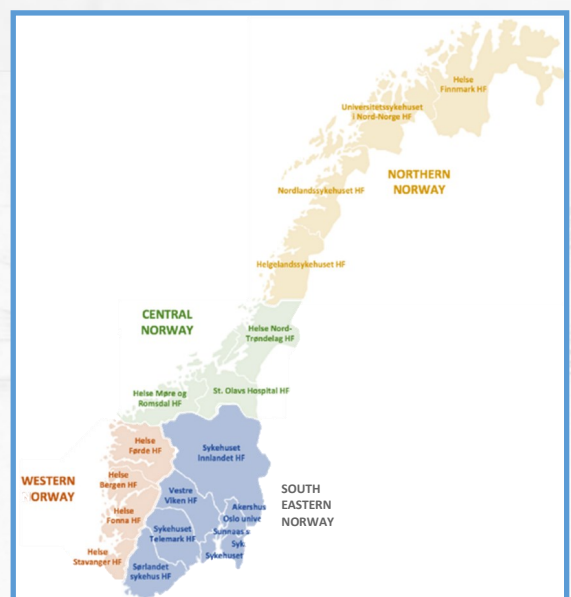 Helse
Finnmark HF
Universitetssykehuset
i Nord-Norge HF
NORTHERN
NORWAY
Nordlandssykehuset HF
Helgelandssykehuset HF
CENTRAL
NORWAY
Helse Nord-
Trøndelag HF
St. Olavs Hospital HF
Helse Møre og
Romsdal HF
Helse
Førde HF
Sykehuset
Innlandet HF
WESTERN
ORWAY
Helse
Bergen HF
Vestre
Viken HF
SOUTH
EASTERN
NORWAY
Helse
Fonna HF
Akershus
Oslo unive
Sunnaas s
Sykehuset
Telemark HF
Syk
Sykehuset
Helse
Stavanger HF
Sørlandet
sykehus HF